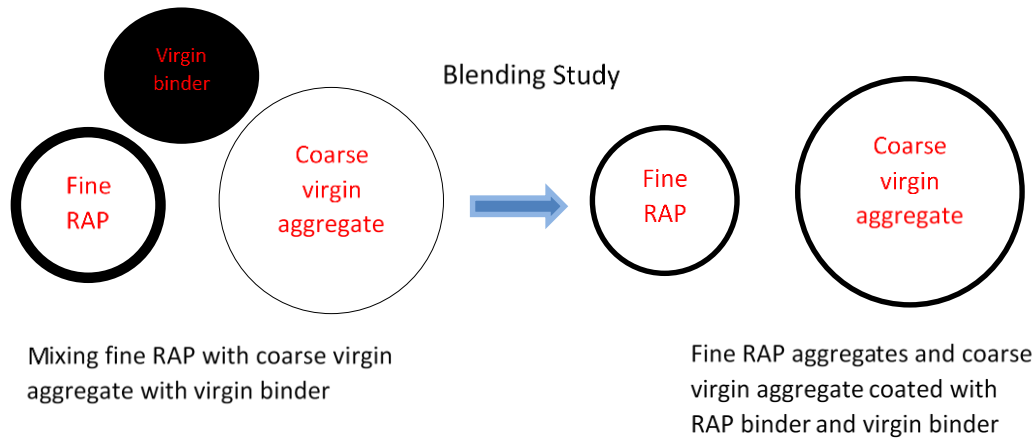 Virgin
binder
Blending Study
Fine
RAP
Coarse
virgin
aggregate
Fine
RAP
Coarse
virgin
aggregate
Mixing fine RAP with coarse virgin
aggregate with virgin binder
Fine RAP aggregates and coarse
virgin aggregate coated with
RAP binder and virgin binder